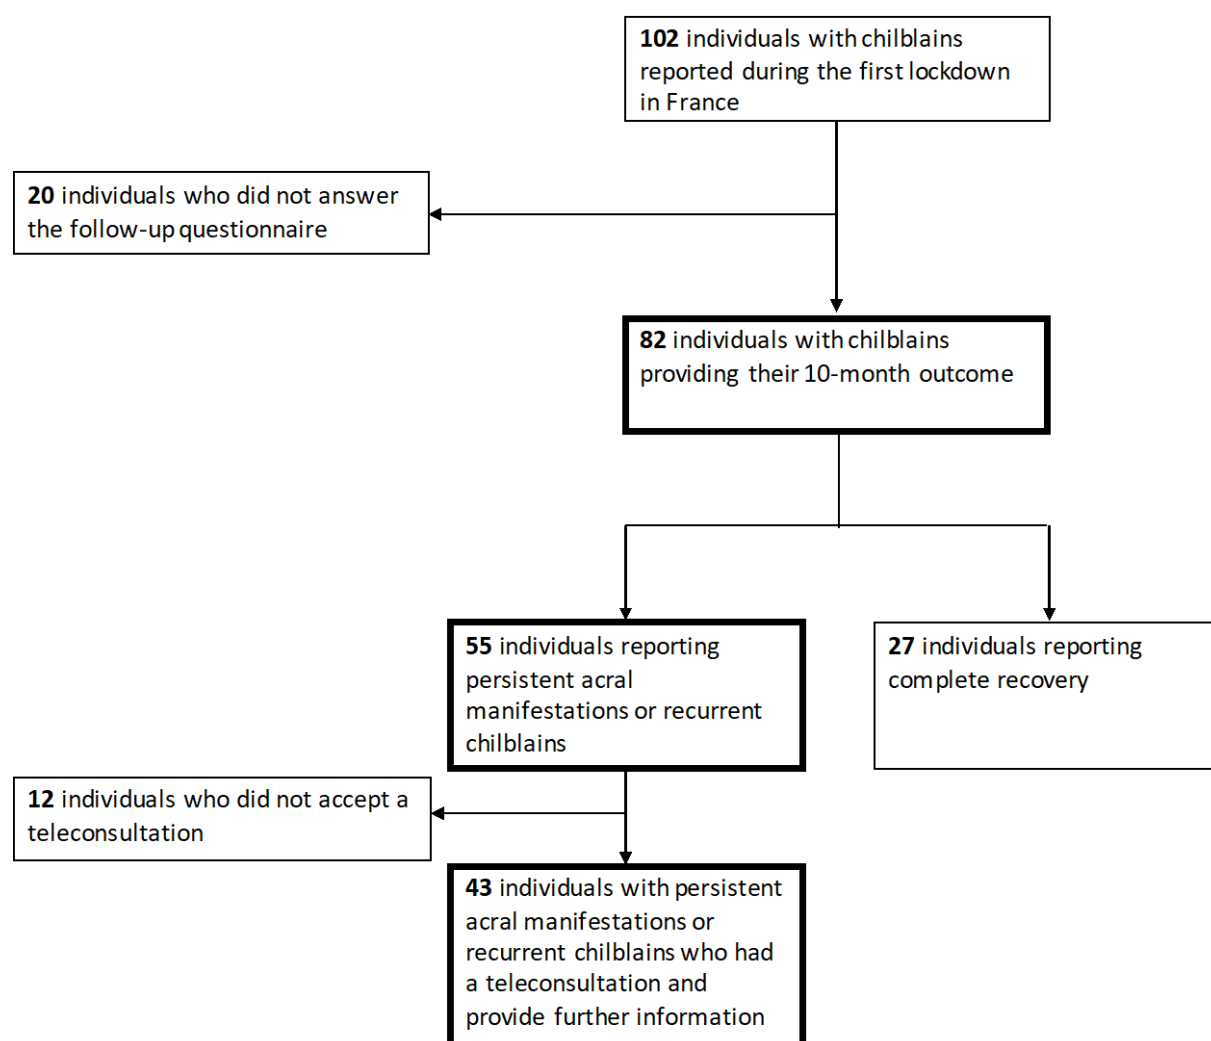 102 individuals with chilblains
reported during the first lockdown
in France
20 individuals who did not answer
the follow-up questionnaire
82 individuals with chilblains
providing their 10-month outcome
55 individuals reporting
persistent acral
manifestations or recurrent
chilblains
27 individuals reporting
complete recovery
12 individuals who did not accept a
teleconsultation
43 individuals with persistent
acral manifestations or
recurrent chilblains who had
a teleconsultation and
provide further information